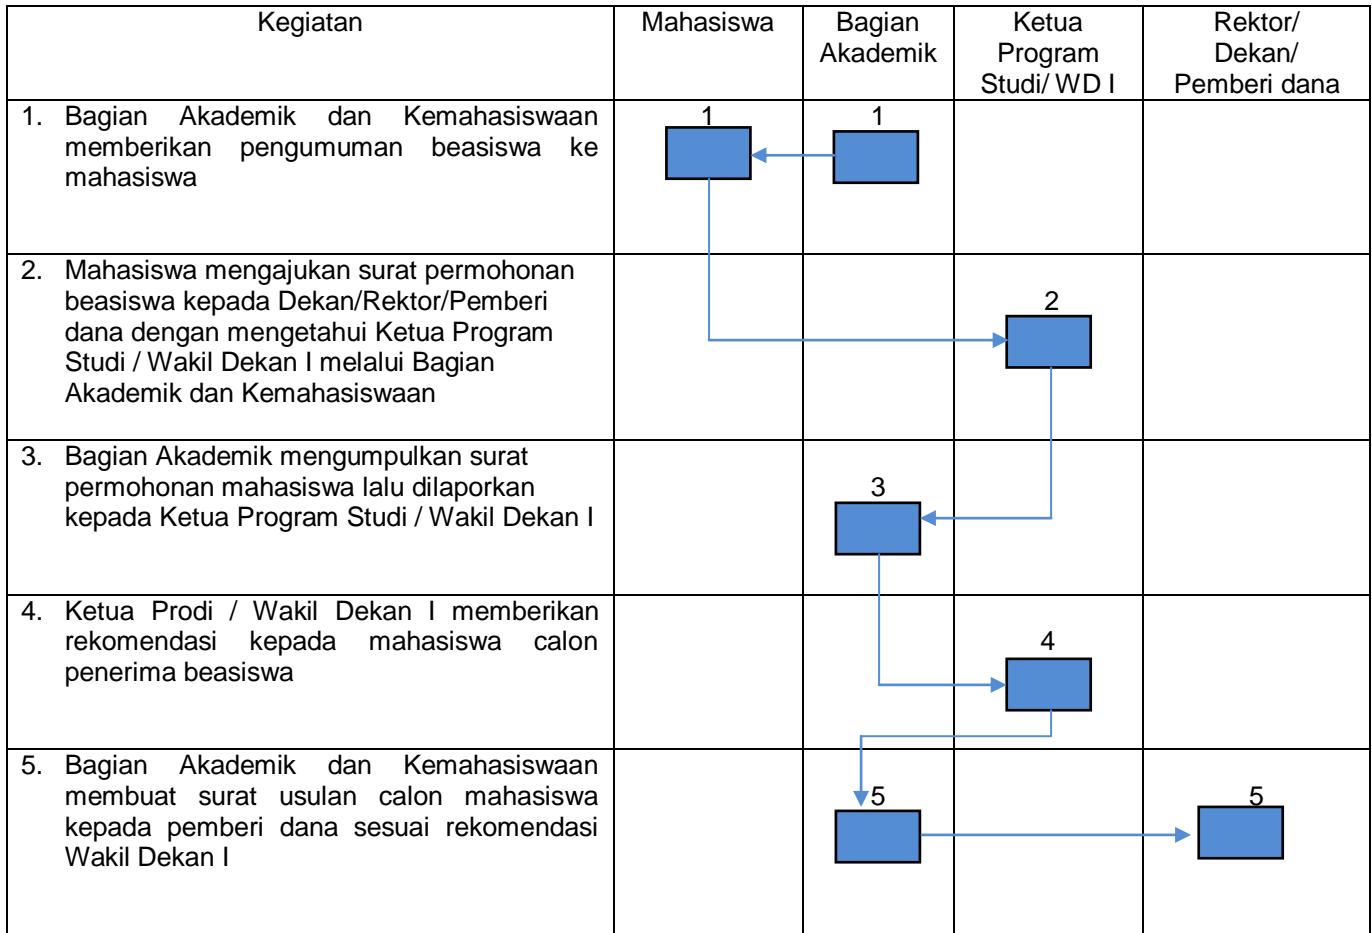 Kegiatan
Mahasiswa
Bagian
Akademik
Ketua
Program
Studi/ WD I
Rektor/
Dekan/
Pemberi dana
1. Bagian Akademik dan Kemahasiswaan
memberikan pengumuman beasiswa ke
mahasiswa
1
1
2. Mahasiswa mengajukan surat permohonan
beasiswa kepada Dekan/Rektor/Pemberi
dana dengan mengetahui Ketua Program
Studi / Wakil Dekan I melalui Bagian
Akademik dan Kemahasiswaan
2
3. Bagian Akademik mengumpulkan surat
permohonan mahasiswa lalu dilaporkan
kepada Ketua Program Studi / Wakil Dekan I
3
4. Ketua Prodi / Wakil Dekan I memberikan
rekomendasi kepada mahasiswa calon
penerima beasiswa
4
5. Bagian Akademik dan Kemahasiswaan
membuat surat usulan calon mahasiswa
kepada pemberi dana sesuai rekomendasi
Wakil Dekan I
5
5